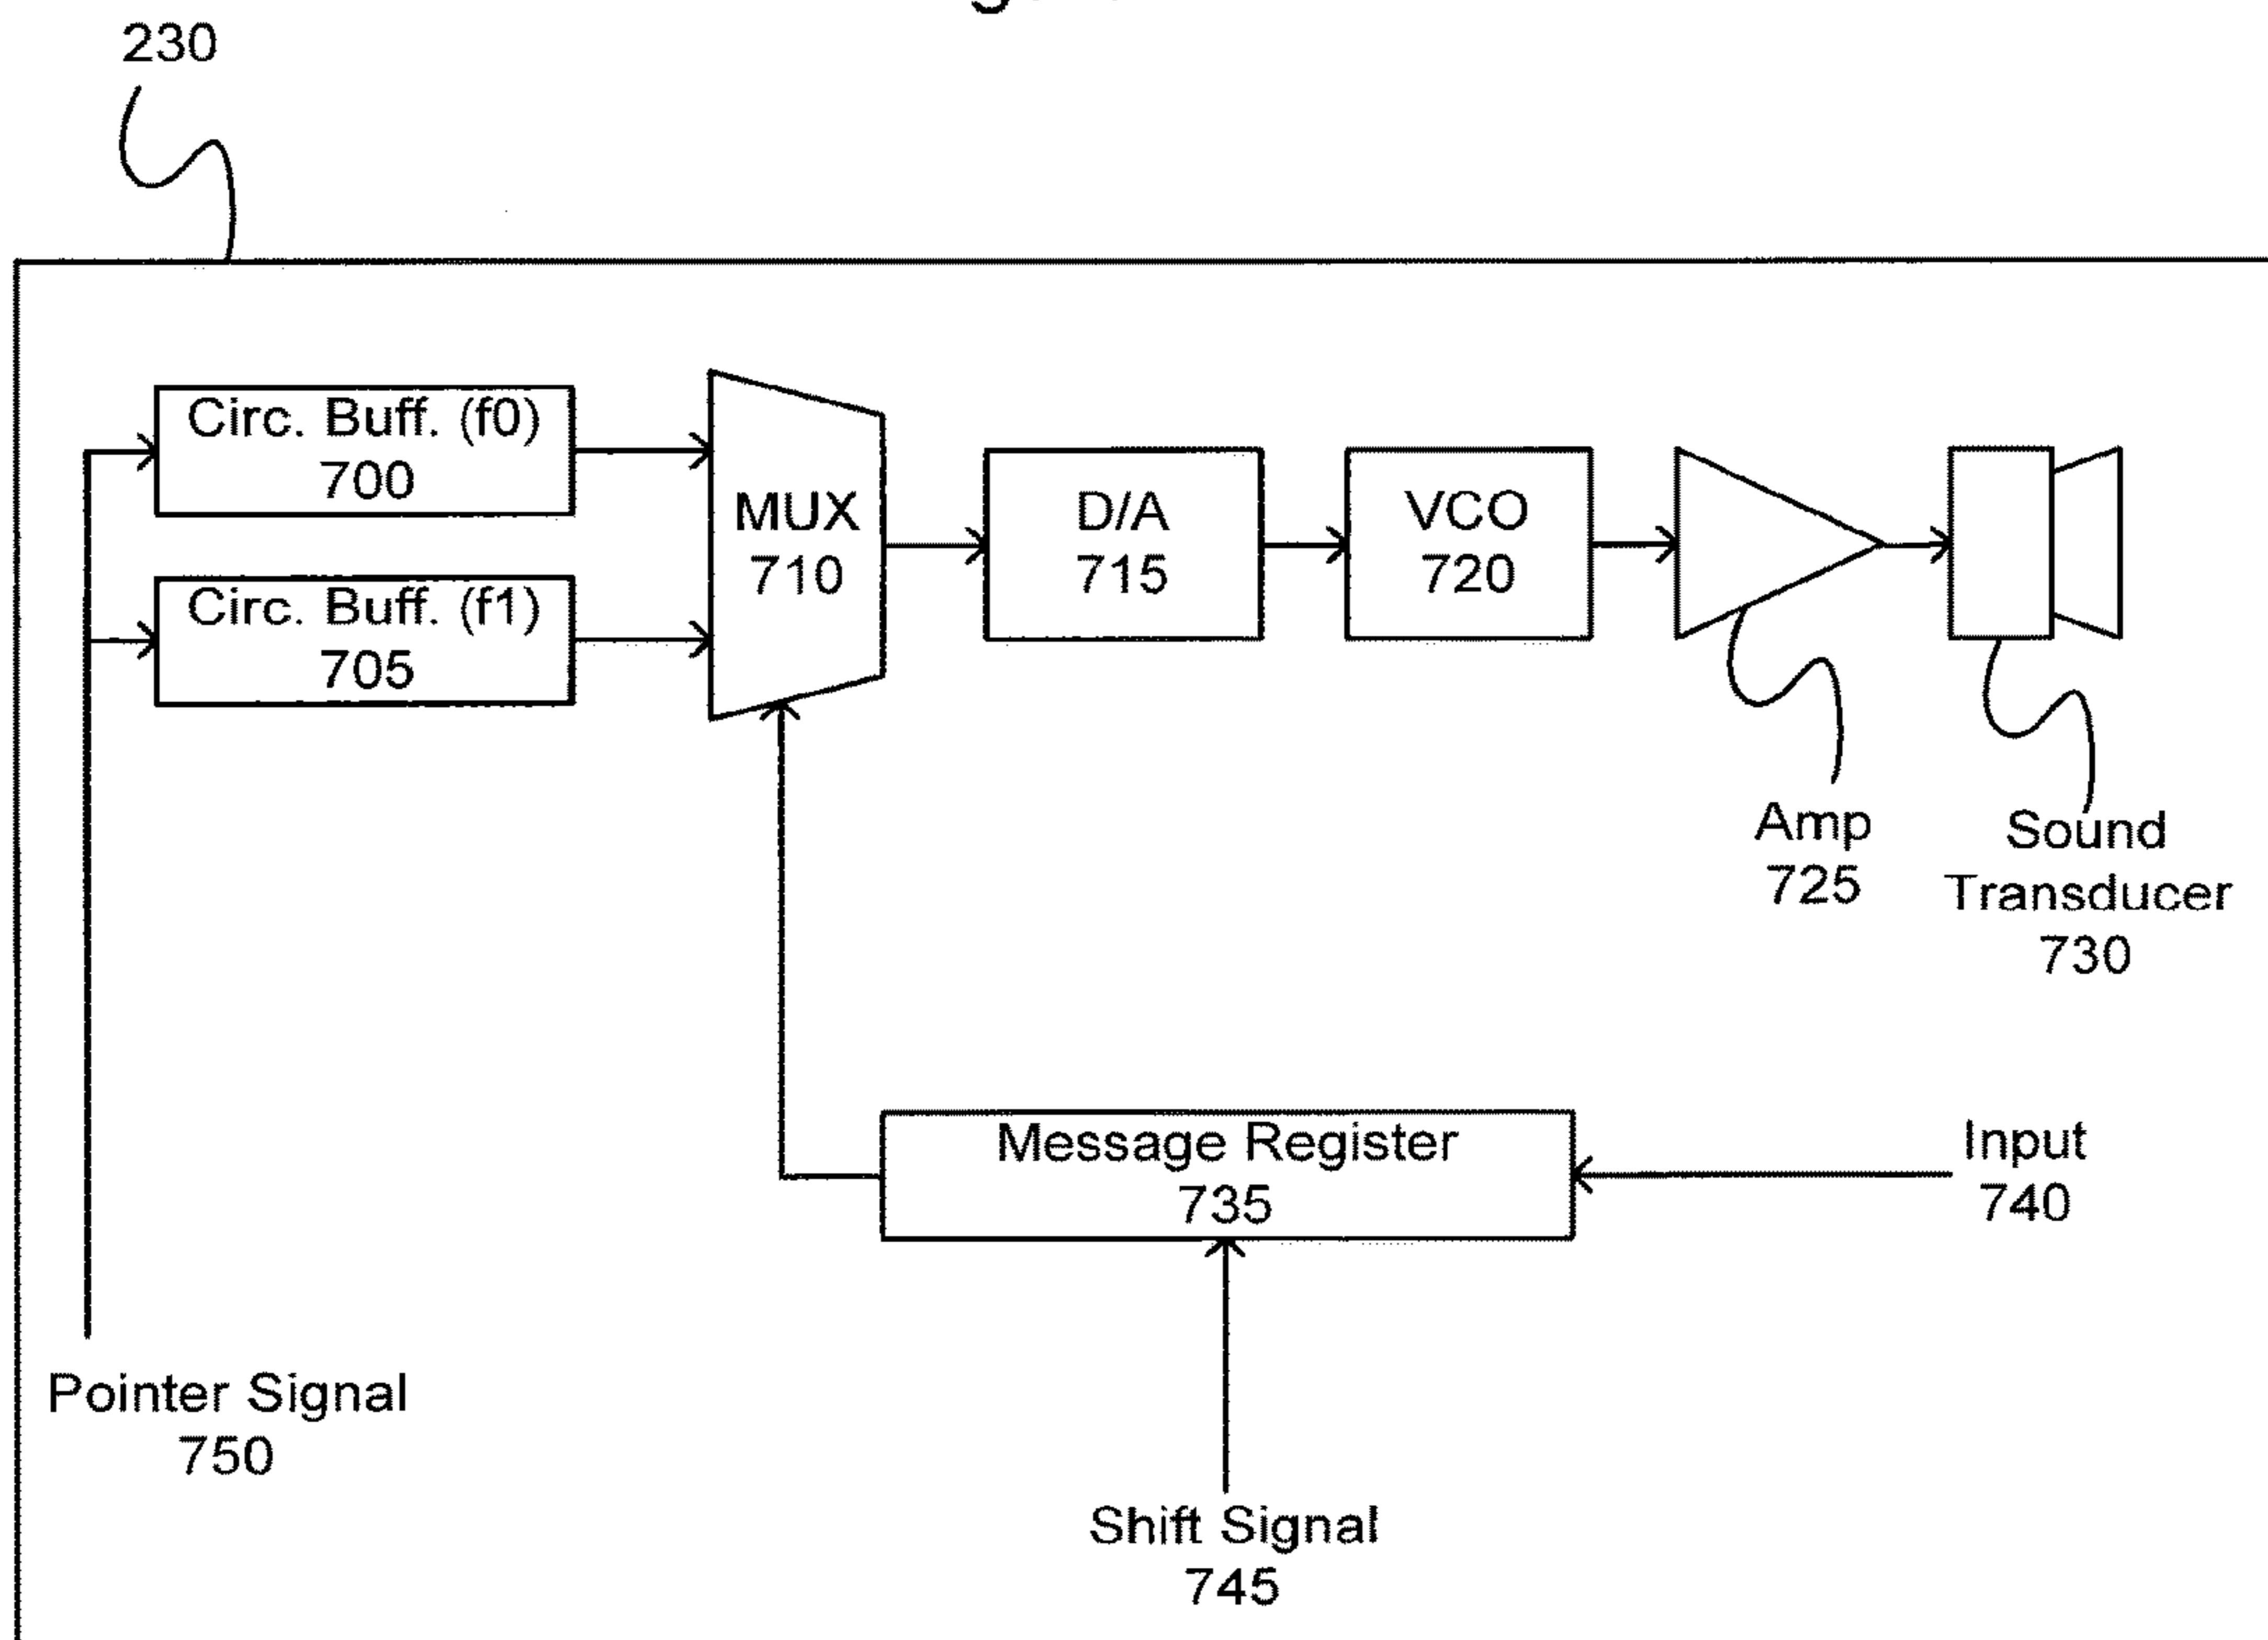 230
Circ. Buff. (f0)
700
Circ. Buff. (f1)
705
MUX
710
D/A
715
VCO
720
Amp
725
Sound
Transducer
730
Message Register
735
Input
740
Pointer Signal
750
Shift Signal
745